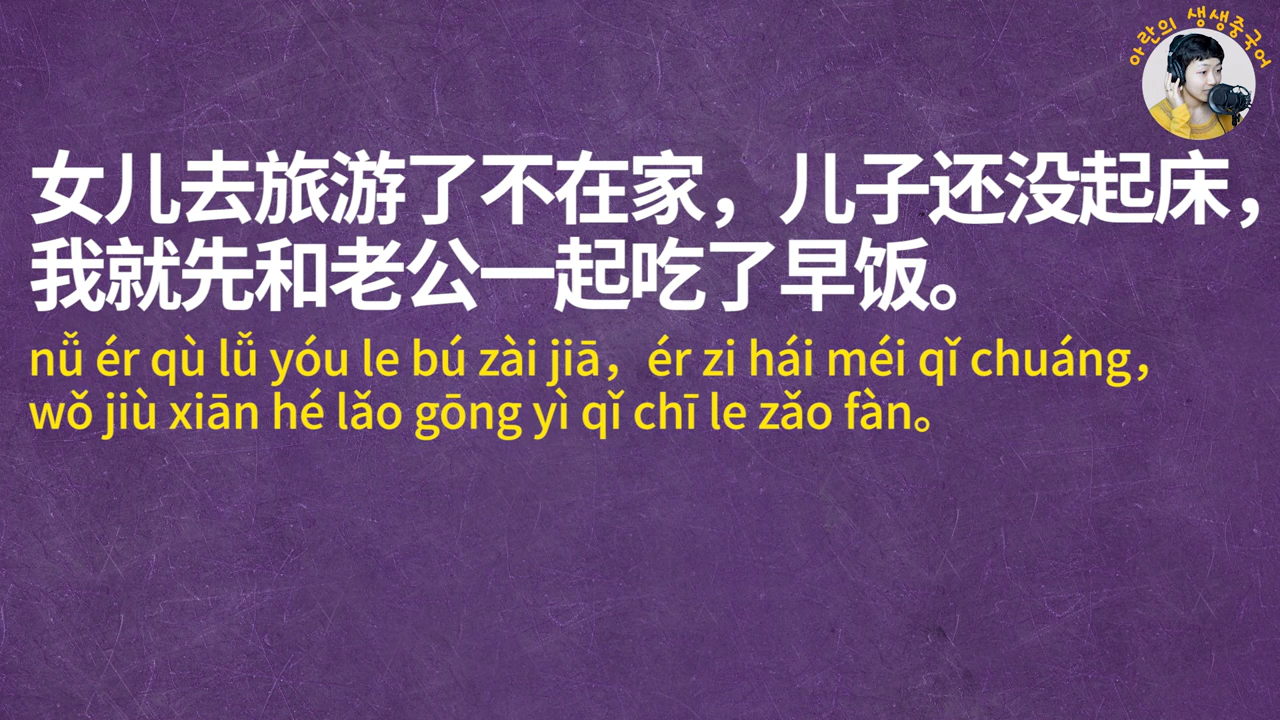 아란의 생생중국어
女儿去旅游了不在家，儿子还没起床，
我就先和老公一起吃了早饭。
nǚ ér qù lǚ yóu le bú zài jiā，ér zi hái méi qǐ chuáng，
wǒ jiù xiān hé lǎo gōng yì qǐ chī le zǎo fàn。